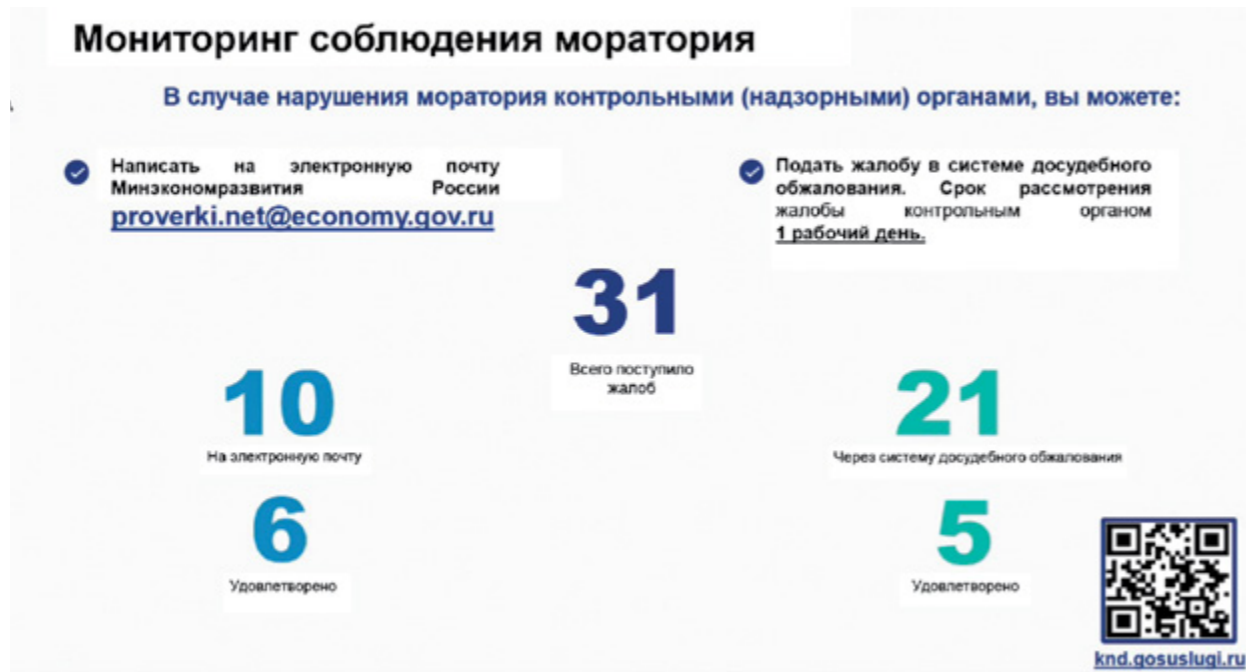 Мониторинг соблюдения моратория
В случае нарушения моратория контрольными (надзорными) органами, вы можете:
Написать на электронную почту
Минэкономразвития России
proverki.net@economy.gov.ru
Подать жалобу в системе досудебного
обжалования. Срок рассмотрения
жалобы контрольным органом
1 рабочий день.
31
Всего поступило
жалоб
10
На электронную почту
21
Через систему досудебного обжалования
6
Удовлетворено
5
Удовлетворено
knd.gosuslugi.ru